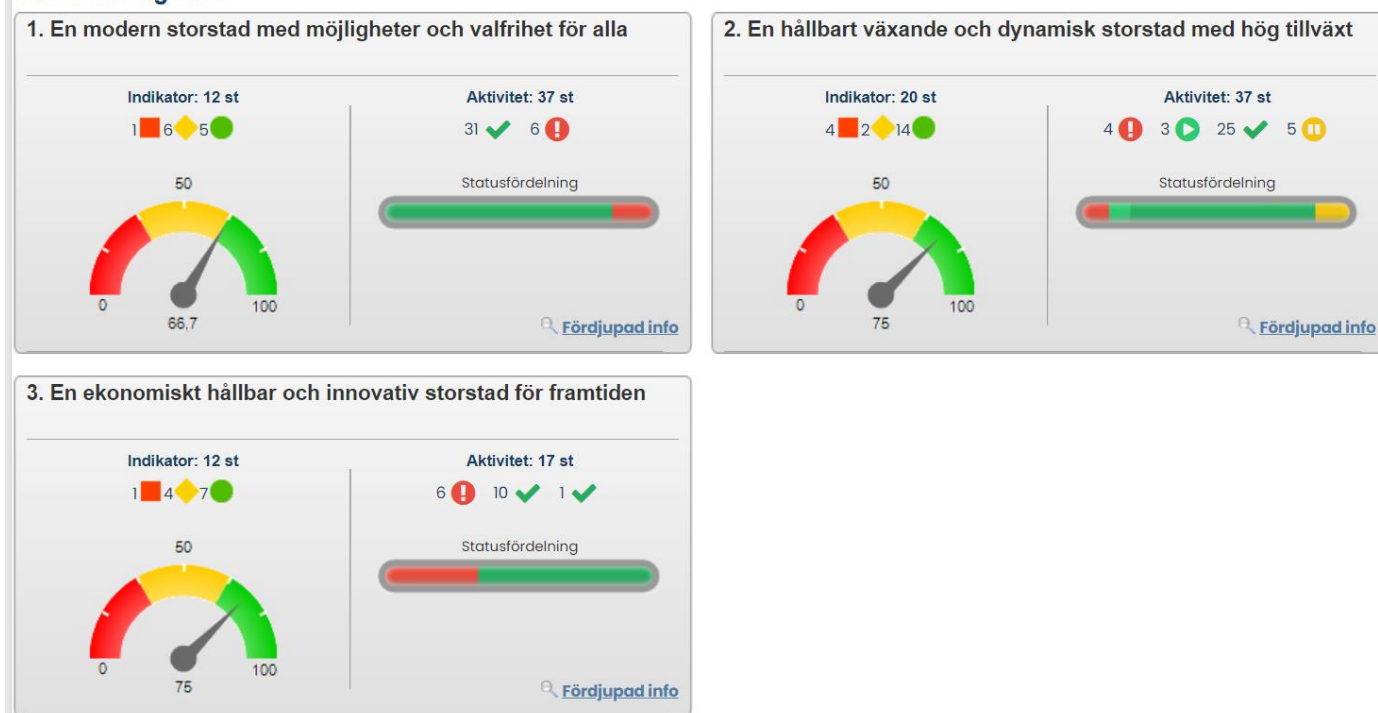 1. En modern storstad med möjligheter och valfrihet för alla
Indikator: 12 st
1 6 5
50
0 100
66,7
Aktivitet: 37 st
31 6
Statusfördelning
Fördjupad info
2. En hållbart växande och dynamisk storstad med hög tillväxt
Indikator: 20 st
4 2 14
50
0 100
75
Aktivitet: 37 st
4 3 25 5
Statusfördelning
Fördjupad info
3. En ekonomiskt hållbar och innovativ storstad för framtiden
Indikator: 12 st
1 4 7
50
0 100
75
Aktivitet: 17 st
6 10 1
Statusfördelning
Fördjupad info